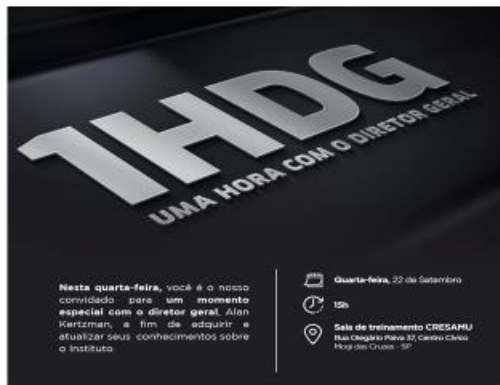 1HDG
UMA HORA COM O DIRETOR GERAL
Nesta quarta-feira, você é o nosso
convidado para um momento
especial com o diretor geral, Alan
Kertzman, a fim de adquirir e
atualizar seus conhecimentos sobre
o Instituto.
Quarta-feira, 22 de Setembro
15h
Sala de treinamento CRESAMU
Rua Olegário Paiva 37, Centro Cívico
Mogi das Cruzes - SP